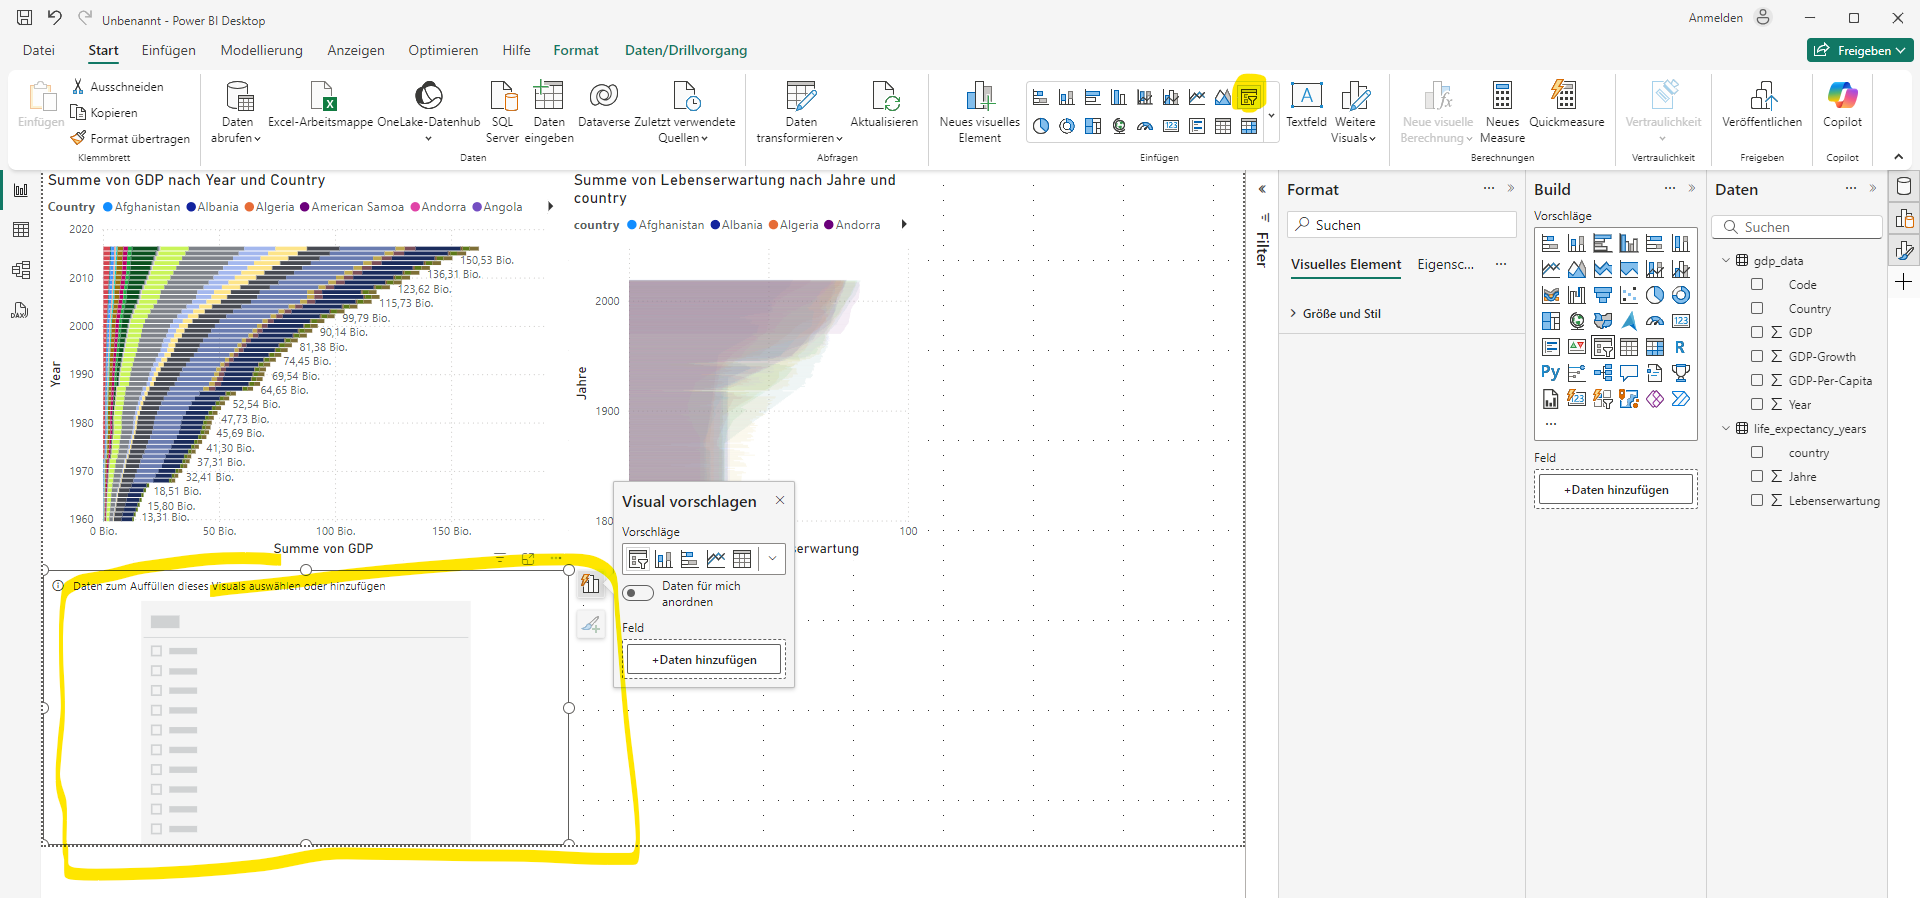 Unbenannt - Power BI Desktop
Anmelden
Datei Start Einfügen Modellierung Anzeigen Optimieren Hilfe Format Daten/Drillvorgang
Freigeben
Einfügen
Ausschneiden
Kopieren
Format übertragen
Klemmbrett
Daten abrufen
Excel-Arbeitsmappe
OneLake-Datenhub
SQL Server
Daten eingeben
Dataverse
Zuletzt verwendete Quellen
Daten
Daten transformieren
Aktualisieren
Abfragen
Neues visuelles Element
Textfeld
Weitere Visuals
Einfügen
Neue visuelle Berechnung
Neues Measure
Quickmeasure
Berechnungen
Vertraulichkeit
Vertraulichkeit
Veröffentlichen
Freigeben
Copilot
Copilot
Summe von GDP nach Year und Country
Country Afghanistan Albania Algeria American Samoa Andorra Angola
Year
2020
2010
2000
1990
1980
1970
1960
150,53 Bio.
136,31 Bio.
123,62 Bio.
115,73 Bio.
99,79 Bio.
90,14 Bio.
81,38 Bio.
74,45 Bio.
69,54 Bio.
64,65 Bio.
52,54 Bio.
47,73 Bio.
45,69 Bio.
41,30 Bio.
37,31 Bio.
32,41 Bio.
18,51 Bio.
15,80 Bio.
13,31 Bio.
0 Bio. 50 Bio. 100 Bio. 150 Bio.
Summe von GDP
Summe von Lebenserwartung nach Jahre und
country
country Afghanistan Albania Algeria Andorra
Jahre
2000
1900
180
100
serwartung
Daten zum Auffüllen dieses Visuals auswählen oder hinzufügen
Visual vorschlagen
Vorschläge
Daten für mich
anordnen
Feld
+Daten hinzufügen
Filter
Format
Suchen
Visuelles Element Eigensc... ...
Größe und Stil
Build
Vorschläge
123
R
Py
...
Feld
+Daten hinzufügen
Daten
Suchen
gdp_data
Code
Country
GDP
GDP-Growth
GDP-Per-Capita
Year
life_expectancy_years
country
Jahre
Lebenserwartung